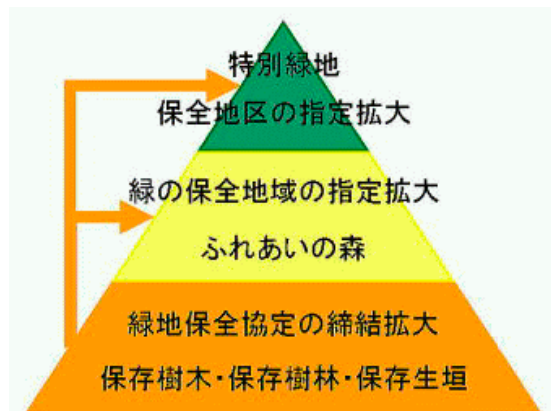 特別緑地
保全地区の指定拡大
緑の保全地域の指定拡大
ふれあいの森
緑地保全協定の締結拡大
保存樹木・保存樹林・保存生垣